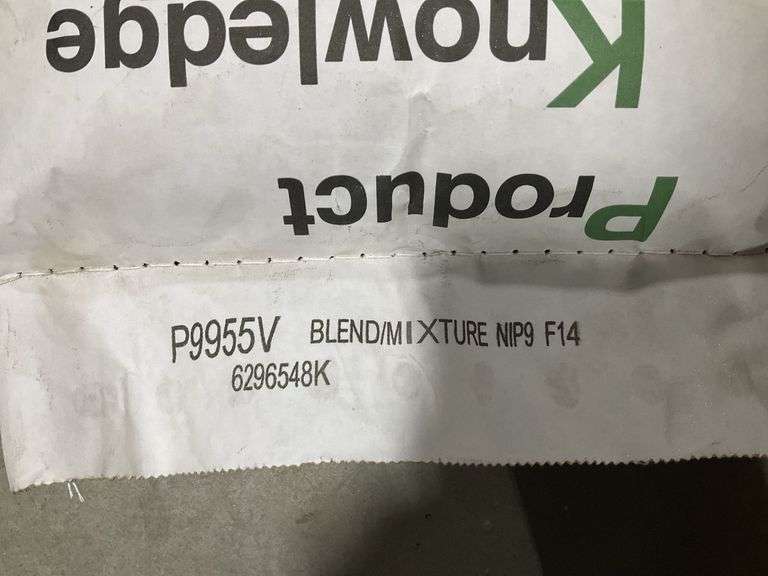 Product
Knowledge
P9955V BLEND/MIXTURE NIP9 F14
6296548K